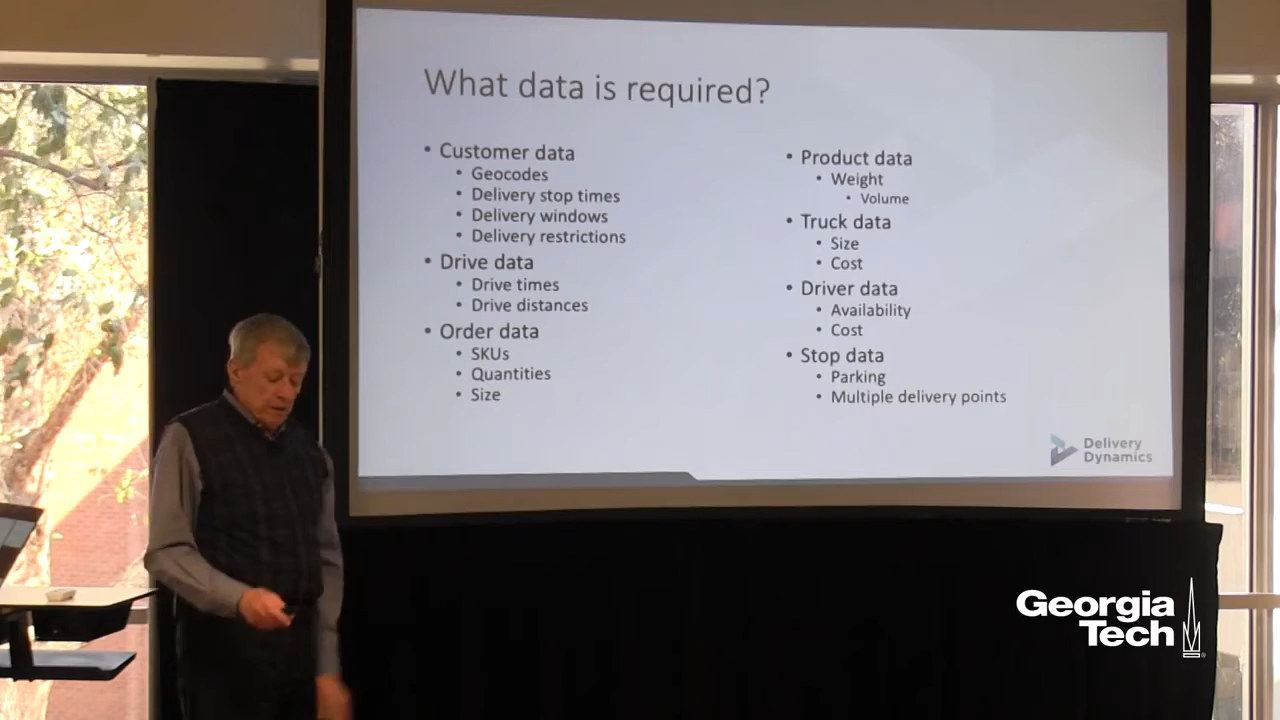 What data is required?
• Customer data
• Geocodes
• Delivery stop times
• Delivery windows
• Delivery restrictions
• Drive data
• Drive times
• Drive distances
• Order data
• SKUs
• Quantities
• Size
• Product data
• Weight
• Volume
• Truck data
• Size
• Cost
• Driver data
• Availability
• Cost
• Stop data
• Parking
• Multiple delivery points
Delivery
Dynamics
Georgia
Tech